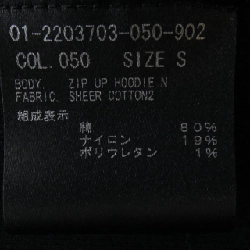 01-2203703-050-902
COL.050 SIZE S
BODY. ZIP UP HOODIE.N
FABRIC. SHEER COTTON2
組成表示
綿 80%
ナイロン 19%
ポリウレタン 1%